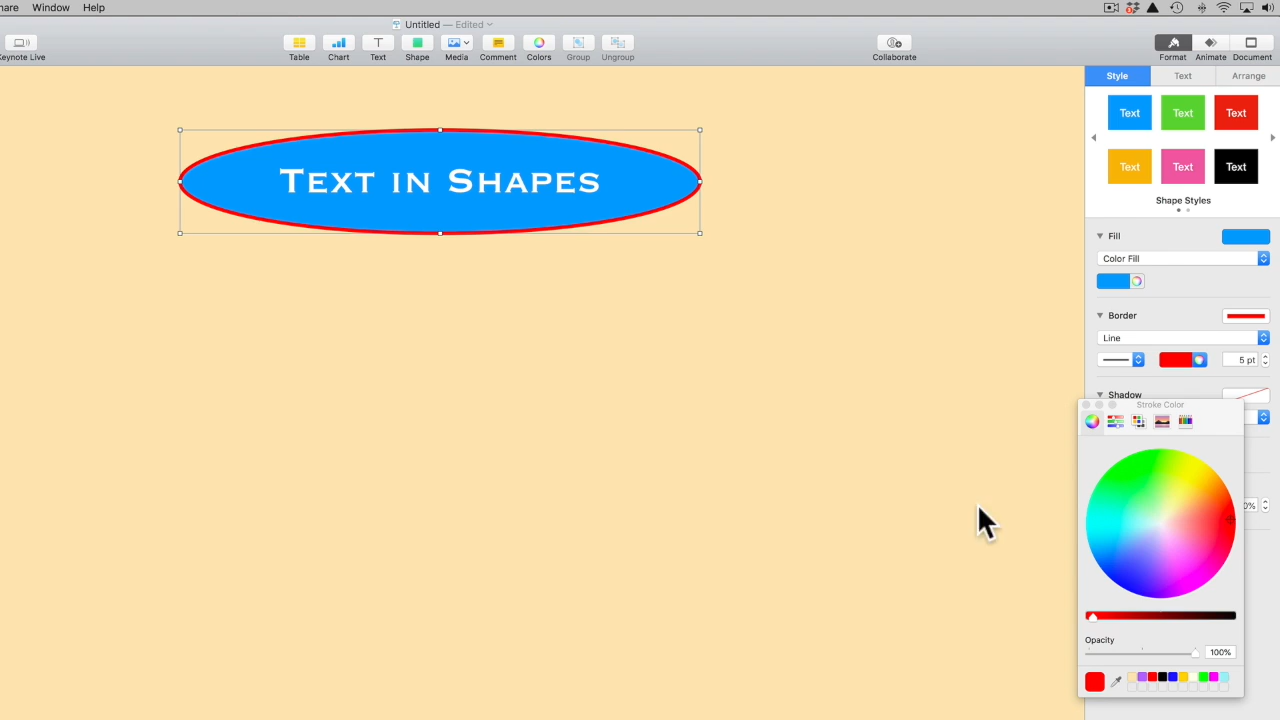 hare Window Help
Untitled — Edited
Keynote Live Table Chart Text Shape Media Comment Colors Group Ungroup Collaborate Format Animate Document
Style Text Arrange
Text Text Text
Text Text Text
Shape Styles
Fill
Color Fill
Border
Line
5 pt
Shadow
Stroke Color
0%
Opacity
100%
Text in Shapes